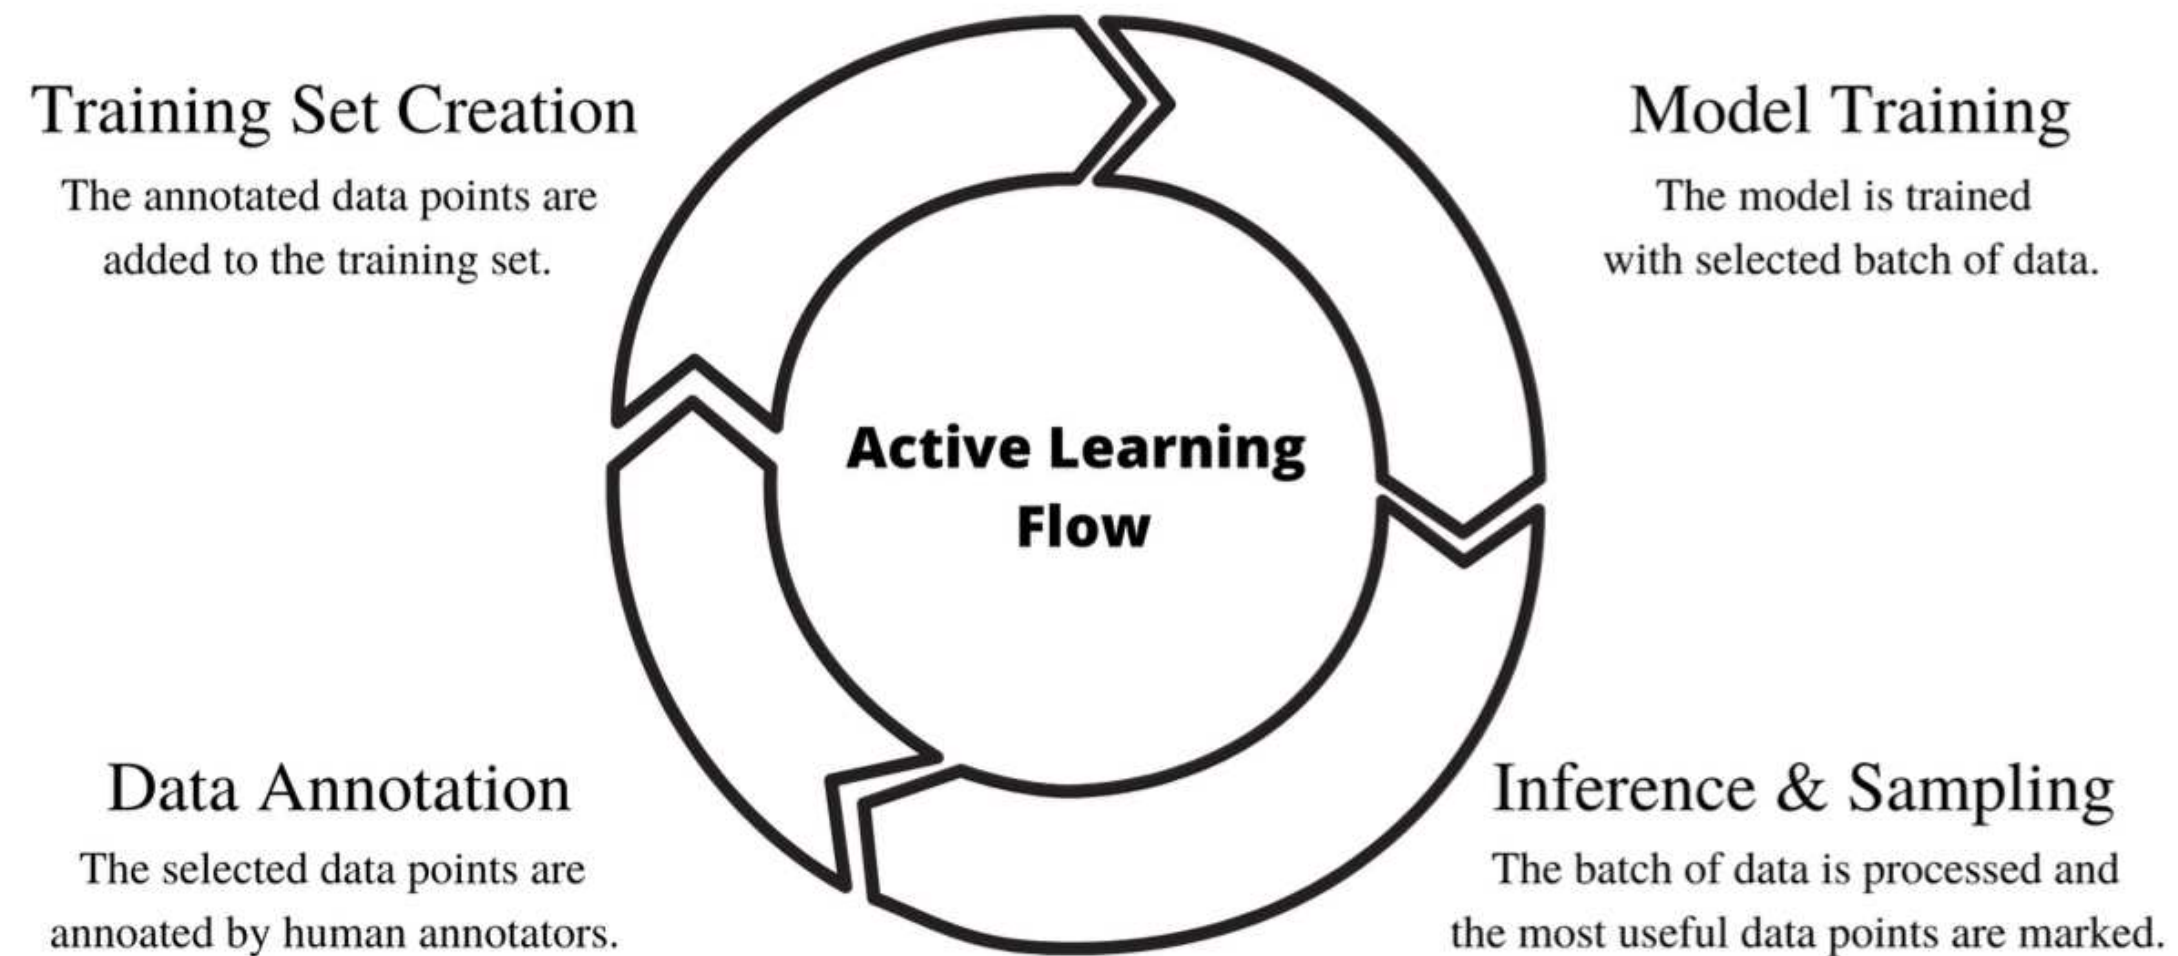 Training Set Creation
The annotated data points are
added to the training set.
Model Training
The model is trained
with selected batch of data.
Active Learning
Flow
Data Annotation
The selected data points are
annoated by human annotators.
Inference & Sampling
The batch of data is processed and
the most useful data points are marked.